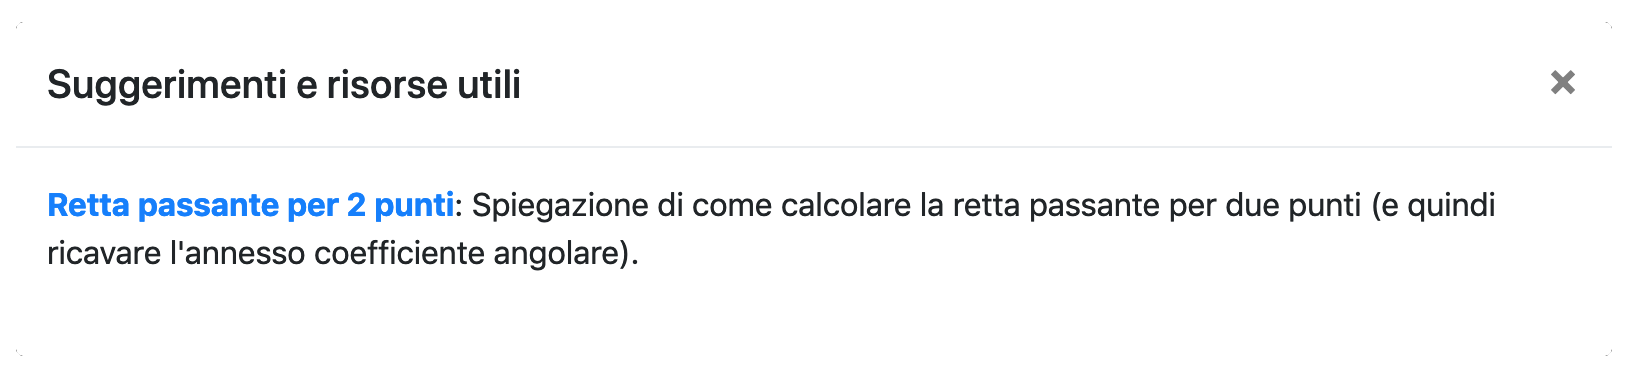 Suggerimenti e risorse utili
Retta passante per 2 punti: Spiegazione di come calcolare la retta passante per due punti (e quindi
ricavare l'annesso coefficiente angolare).